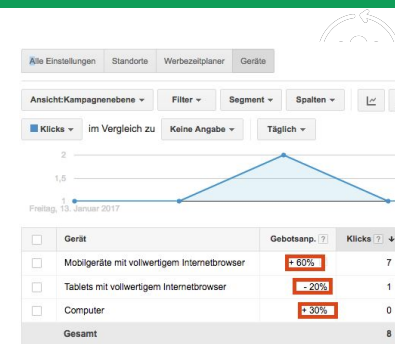 Alle Einstellungen Standorte Werbezeitplaner Geräte
Ansicht:Kampagnenebene Filter Segment Spalten
Klicks im Vergleich zu Keine Angabe Täglich
2
1,5
1
Freitag, 13. Januar 2017
Gerät Gebotsanp. ? Klicks ?
Mobilgeräte mit vollwertigem Internetbrowser + 60% 7
Tablets mit vollwertigem Internetbrowser - 20% 1
Computer + 30% 0
Gesamt 8